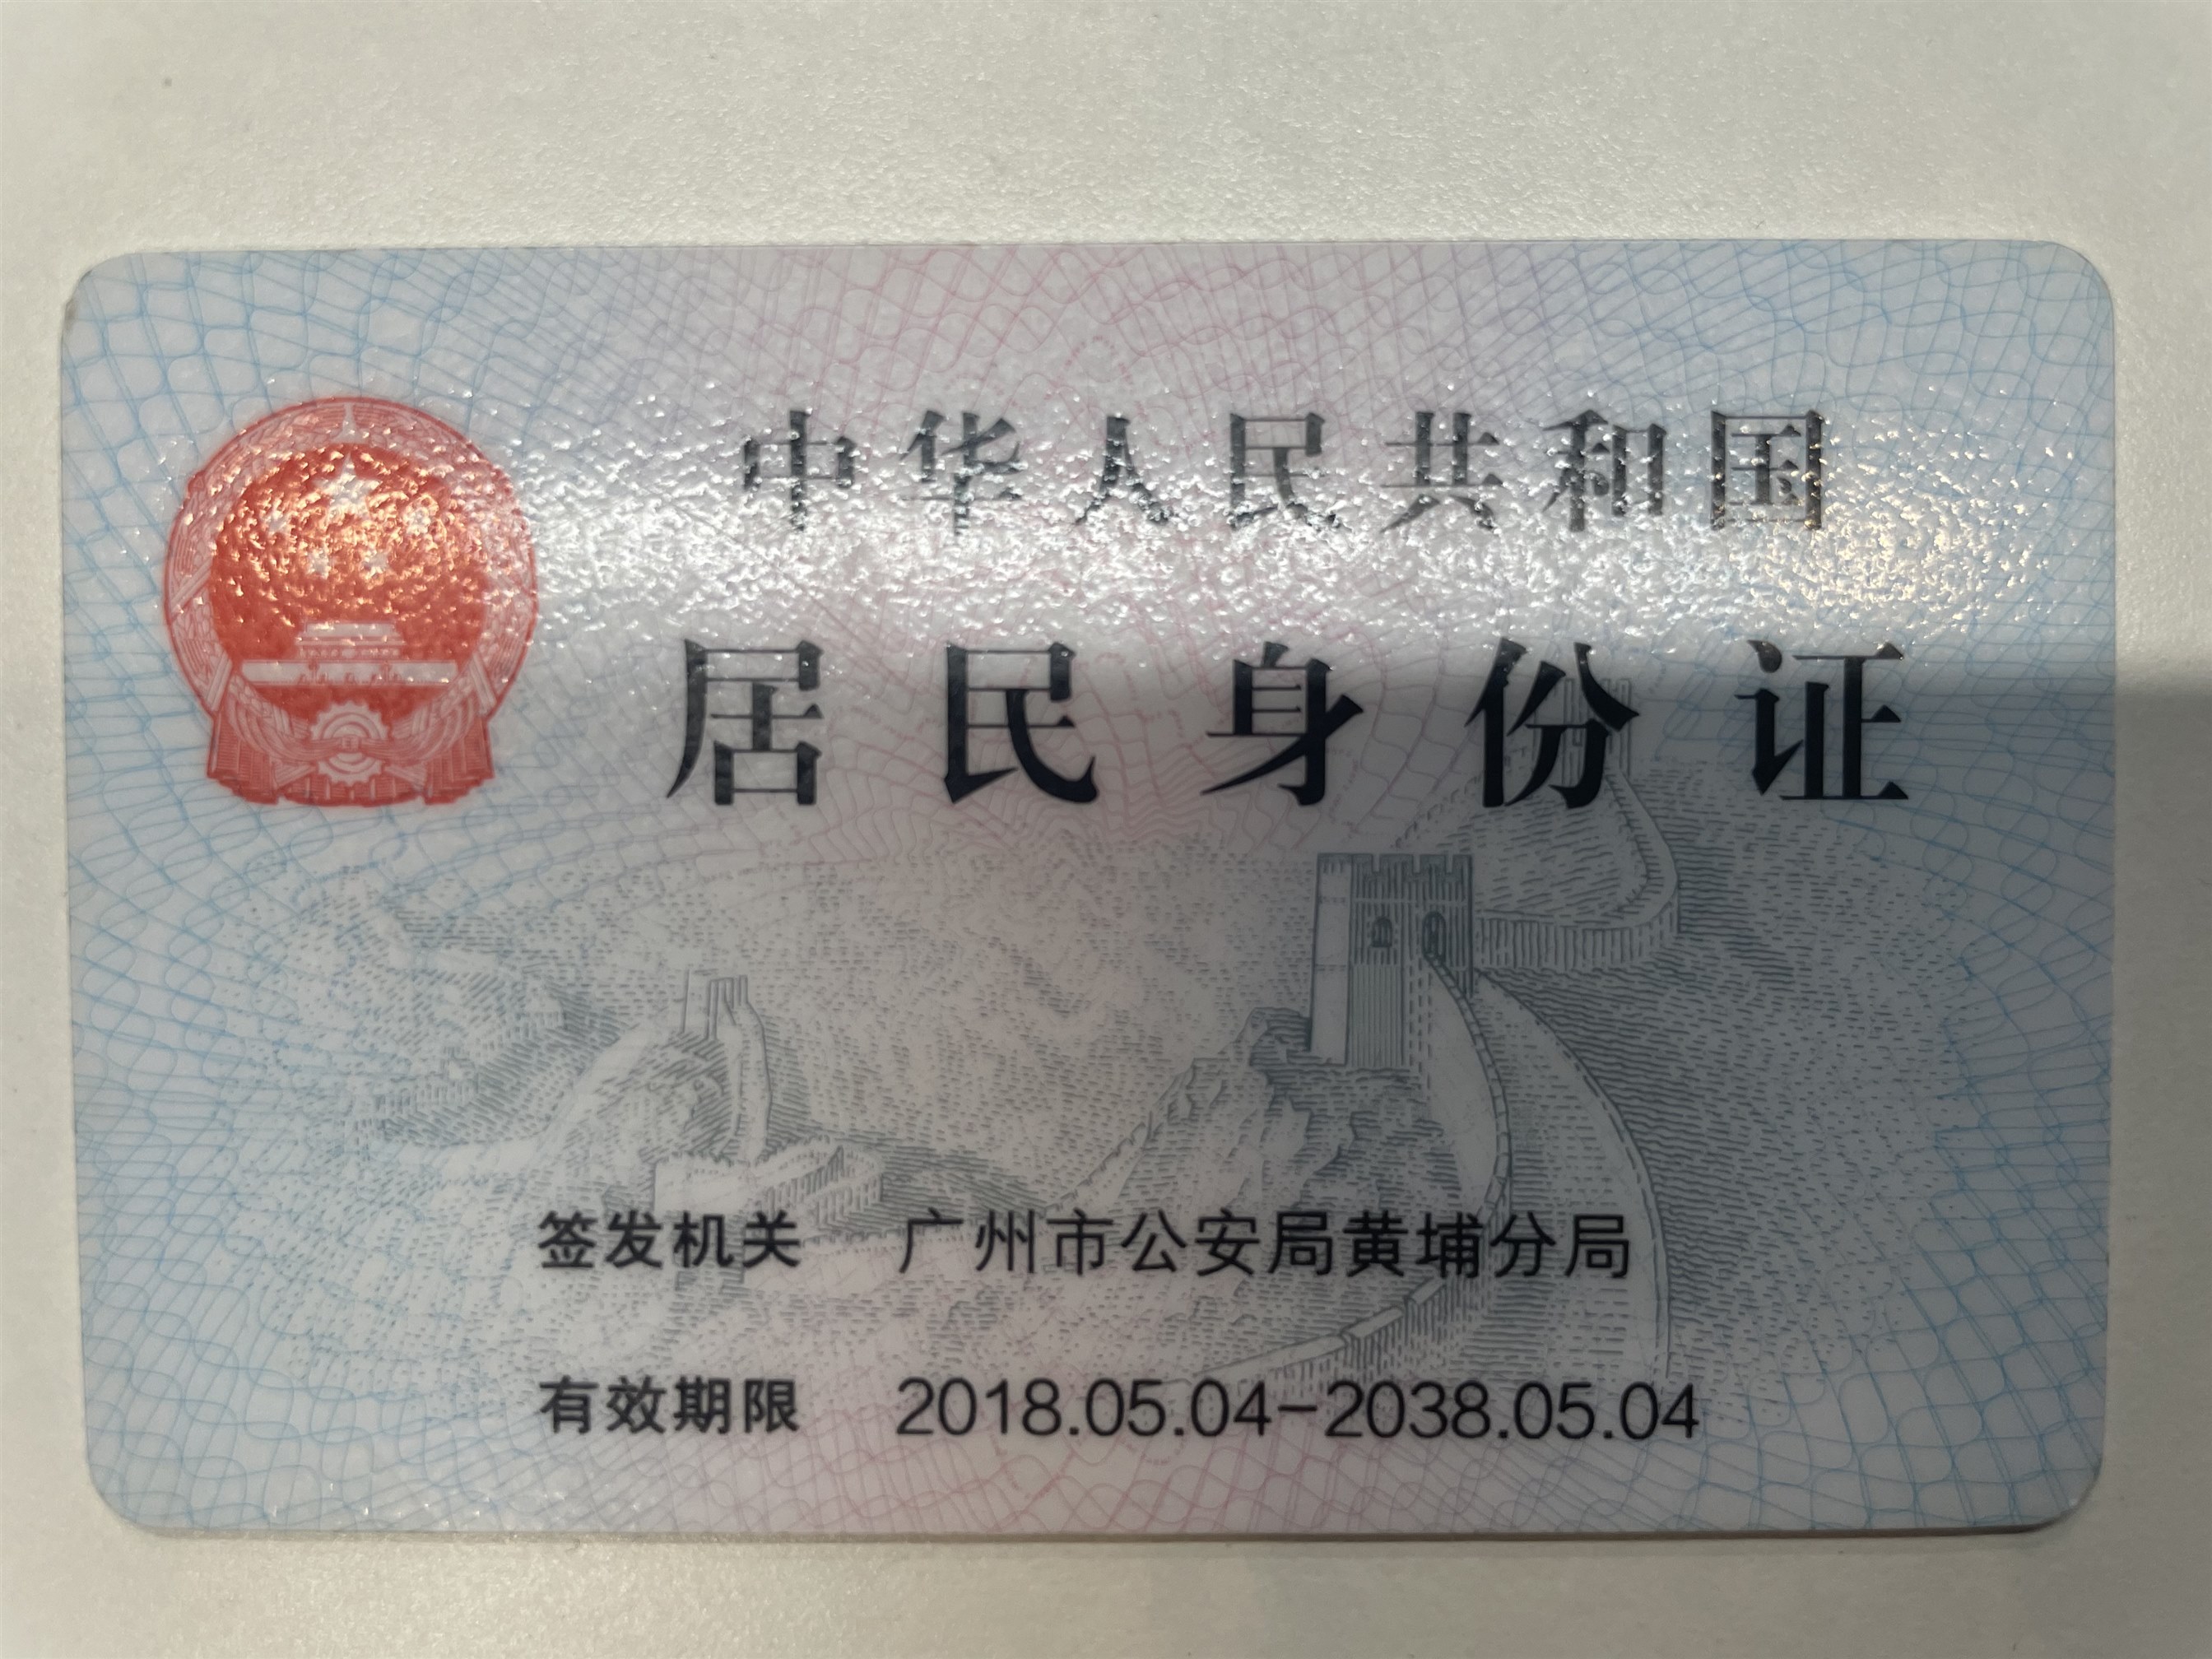 中华人民共和国
居民身份证
签发机关 广州市公安局黄埔分局
有效期限 2018.05.04-2038.05.04